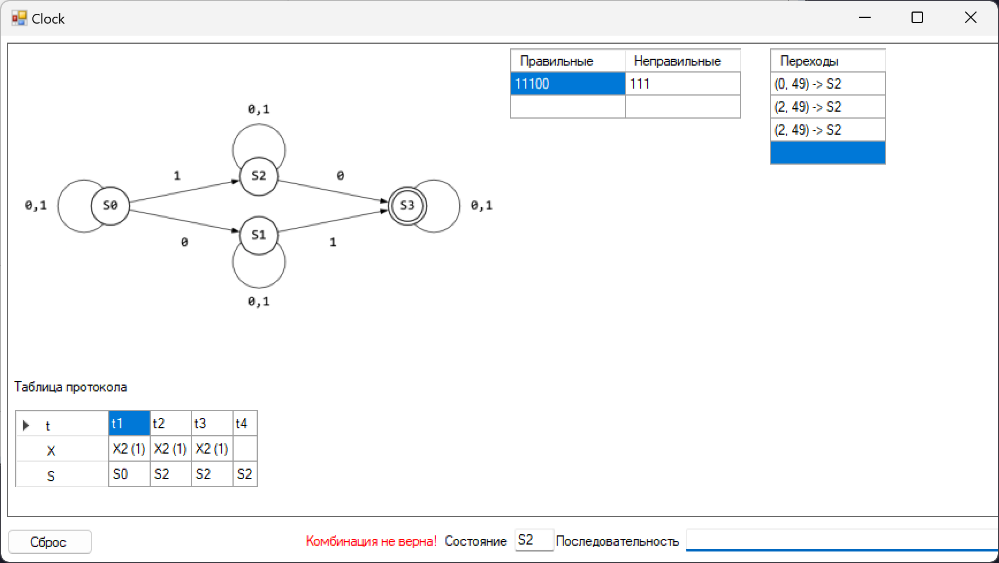 Clock
Правильные Неправильные
11100 111
Переходы
(0, 49) -> S2
(2, 49) -> S2
(2, 49) -> S2
0,1
1
S2
0
0,1
S0
S3
0,1
0
S1
1
0,1
Таблица протокола
t t1 t2 t3 t4
X X2 (1) X2 (1) X2 (1)
S S0 S2 S2 S2
Сброс
Комбинация не верна! Состояние S2 Последовательность